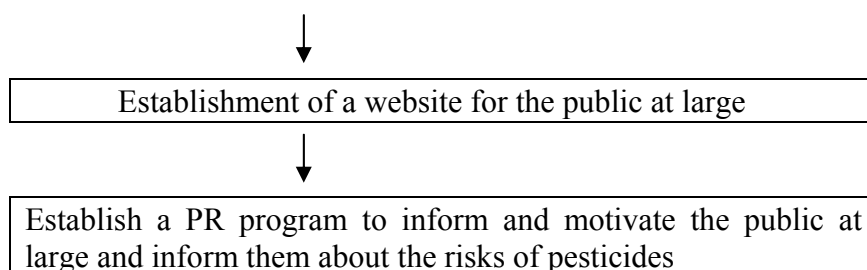 Establishment of a website for the public at large
Establish a PR program to inform and motivate the public at
large and inform them about the risks of pesticides